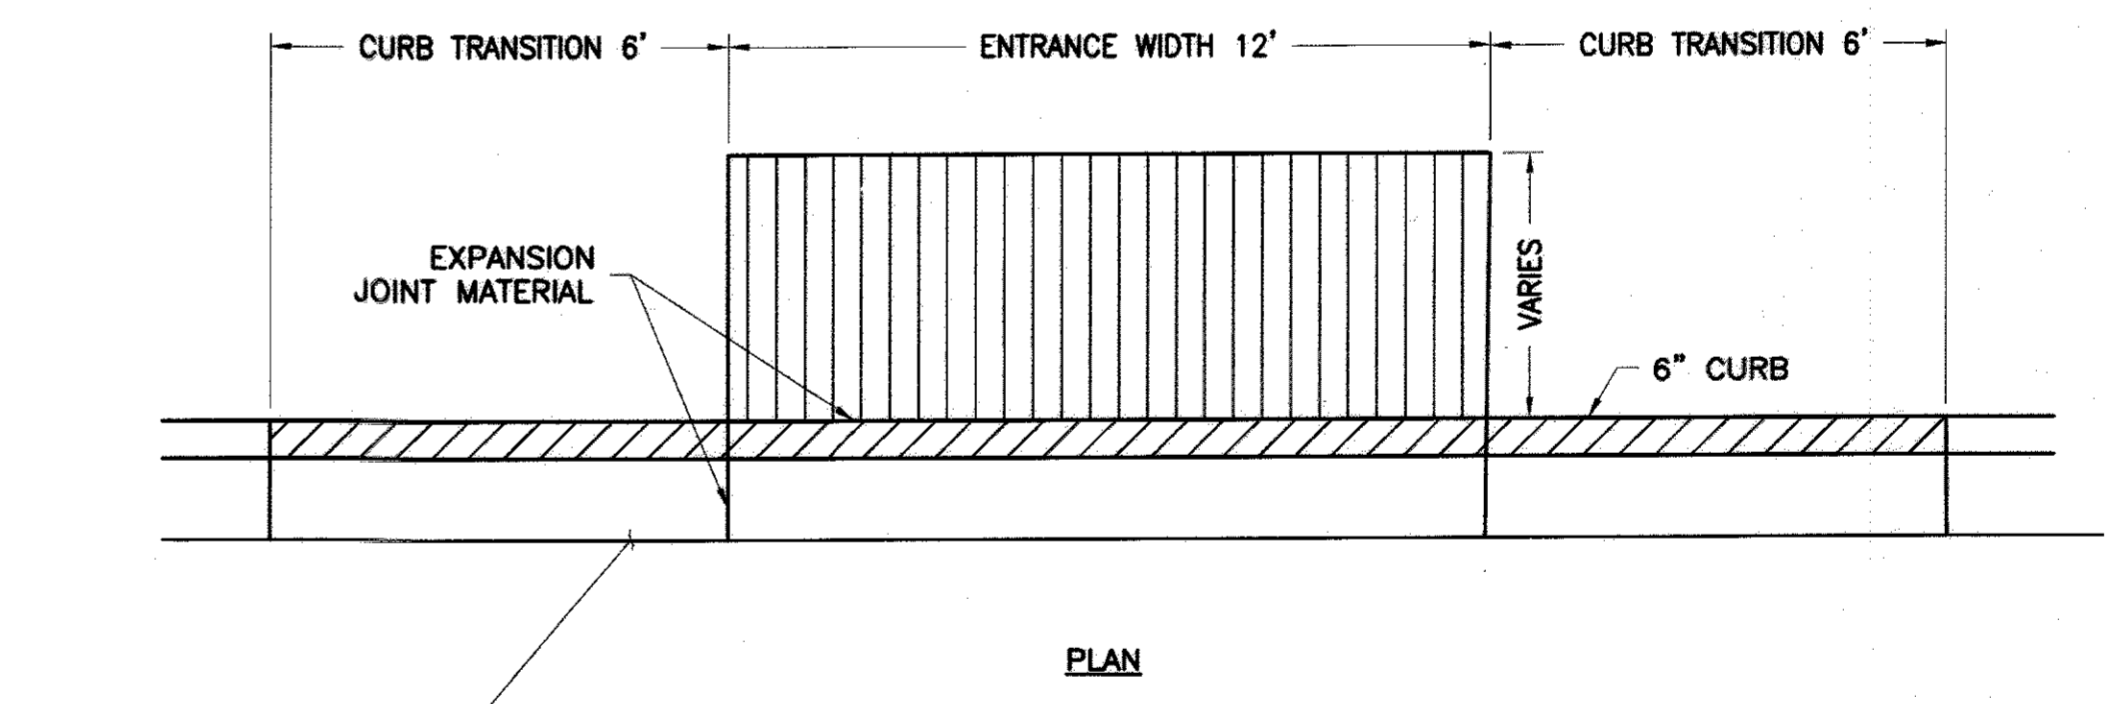 CURB TRANSITION 6'
ENTRANCE WIDTH 12'
CURB TRANSITION 6'
EXPANSION
JOINT MATERIAL
VARIES
6" CURB
PLAN